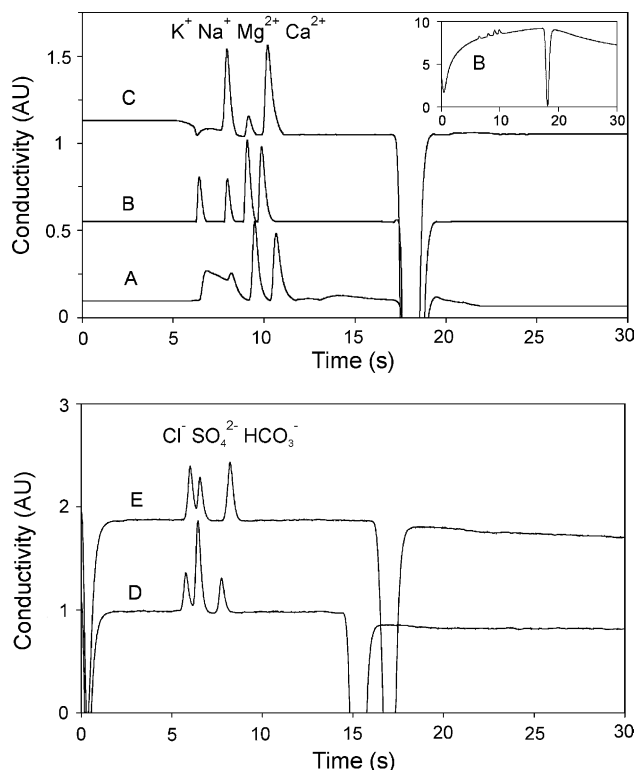 K⁺ Na⁺ Mg²⁺ Ca²⁺
Conductivity (AU)
1.5
1
0.5
0
C
B
A
0 5 10 15 20 25 30
Time (s)
10
5
0
B
0 10 20 30
Cl⁻ SO₄²⁻ HCO₃⁻
Conductivity (AU)
3
2
1
0
E
D
0 5 10 15 20 25 30
Time (s)